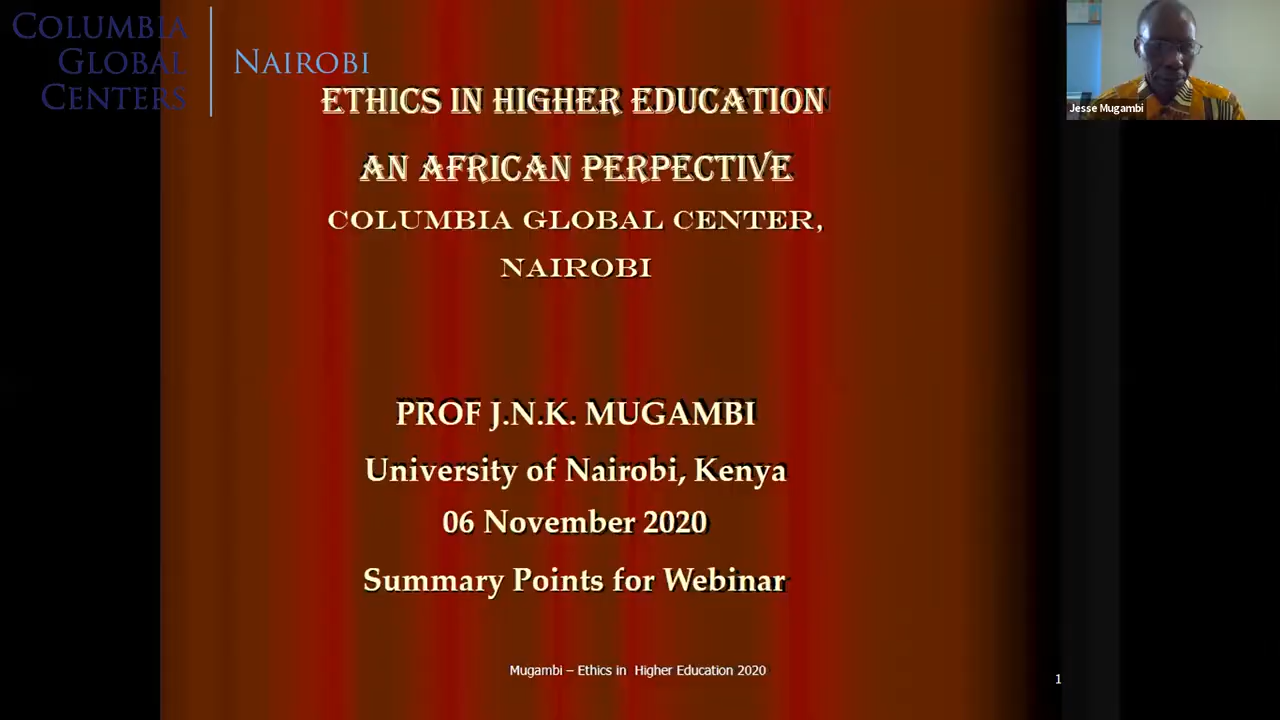 COLUMBIA
GLOBAL
CENTERS
NAIROBI
ETHICS IN HIGHER EDUCATION
AN AFRICAN PERPECTIVE
COLUMBIA GLOBAL CENTER,
NAIROBI
PROF J.N.K. MUGAMBI
University of Nairobi, Kenya
06 November 2020
Summary Points for Webinar
Mugambi – Ethics in Higher Education 2020
1
Jesse Mugambi